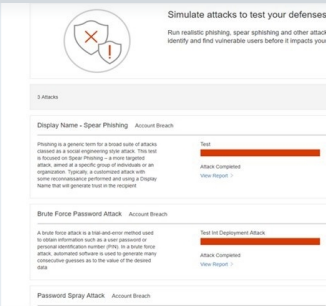 Simulate attacks to test your defenses
Run realistic phishing, spear sphishing and other attack
identify and find vulnerable users before it impacts your
3 Attacks
Display Name - Spear Phishing Account Breach
Phishing is a generic term for a broad suite of attacks
classed as a social engineering style attack. This test
is focused on Spear Phishing – a more targeted
attack, aimed at a specific group of individuals or an
organization. Typically, a customized attack with
some reconnaissance performed and using a Display
Name that will generate trust in the recipient
Test
Attack Completed
View Report >
Brute Force Password Attack Account Breach
A brute force attack is a trial-and-error method used
to obtain information such as a user password or
personal identification number (PIN). In a brute force
attack, automated software is used to generate many
consecutive guesses as to the value of the desired
data
Test Int Deployment Attack
Attack Completed
View Report >
Password Spray Attack Account Breach